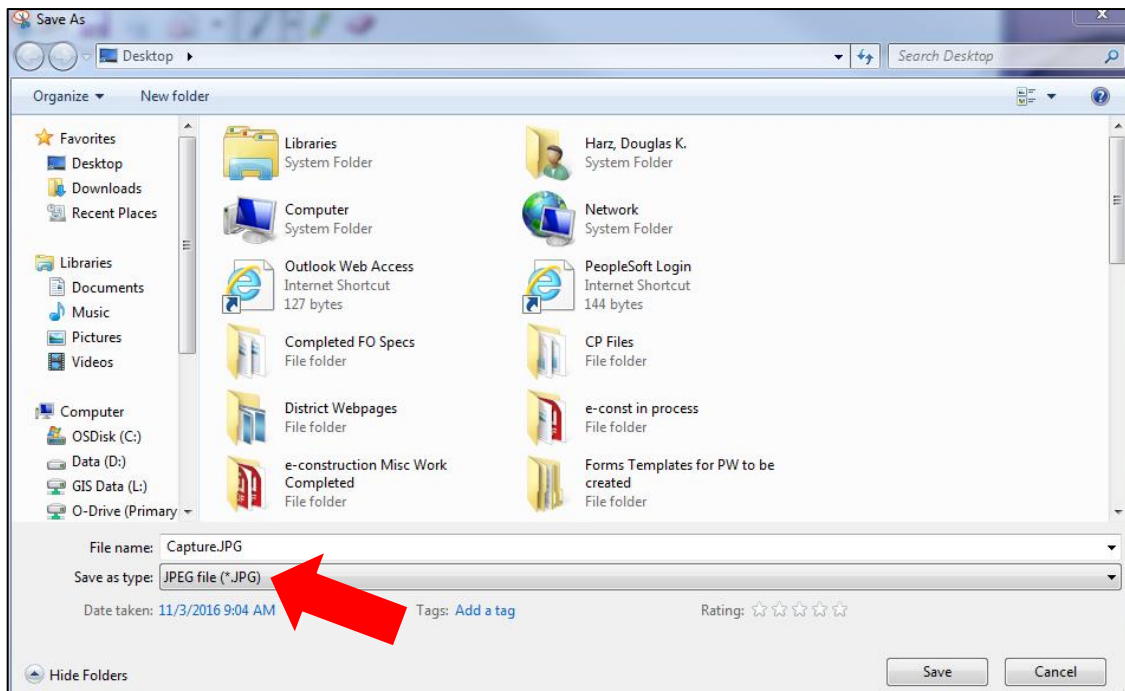 Save As
X
Desktop
Search Desktop
Organize
New folder
?
Favorites
Desktop
Downloads
Recent Places
Libraries
Documents
Music
Pictures
Videos
Computer
OSDisk (C:)
Data (D:)
GIS Data (L:)
O-Drive (Primary
Libraries
System Folder
Harz, Douglas K.
System Folder
Computer
System Folder
Network
System Folder
Outlook Web Access
Internet Shortcut
127 bytes
PeopleSoft Login
Internet Shortcut
144 bytes
Completed FO Specs
File folder
CP Files
File folder
District Webpages
File folder
e-const in process
File folder
e-construction Misc Work
Completed
File folder
Forms Templates for PW to be
created
File folder
File name: Capture.JPG
Save as type: JPEG file (*.JPG)
Date taken: 11/3/2016 9:04 AM
Tags: Add a tag
Rating:
Hide Folders
Save
Cancel